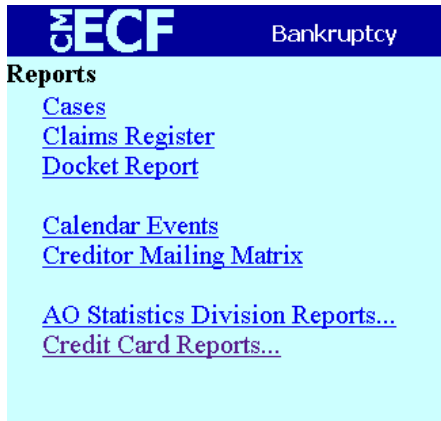 CM ECF Bankruptcy
Reports
Cases
Claims Register
Docket Report
Calendar Events
Creditor Mailing Matrix
AO Statistics Division Reports...
Credit Card Reports...